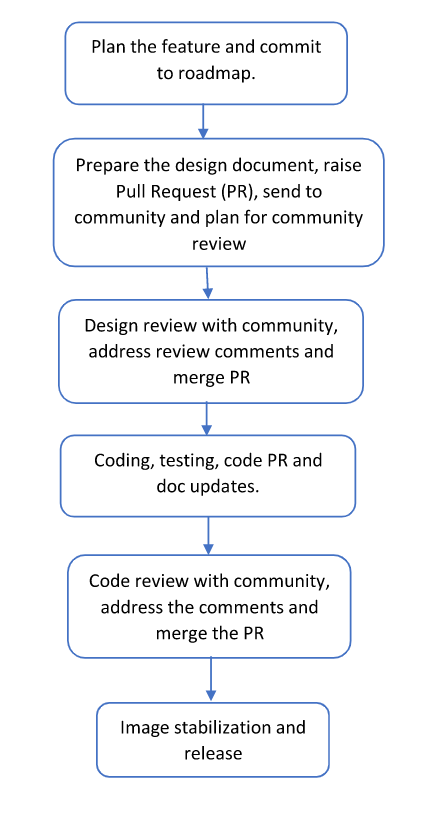 Plan the feature and commit
to roadmap.
Prepare the design document, raise
Pull Request (PR), send to
community and plan for community
review
Design review with community,
address review comments and
merge PR
Coding, testing, code PR and
doc updates.
Code review with community,
address the comments and
merge the PR
Image stabilization and
release